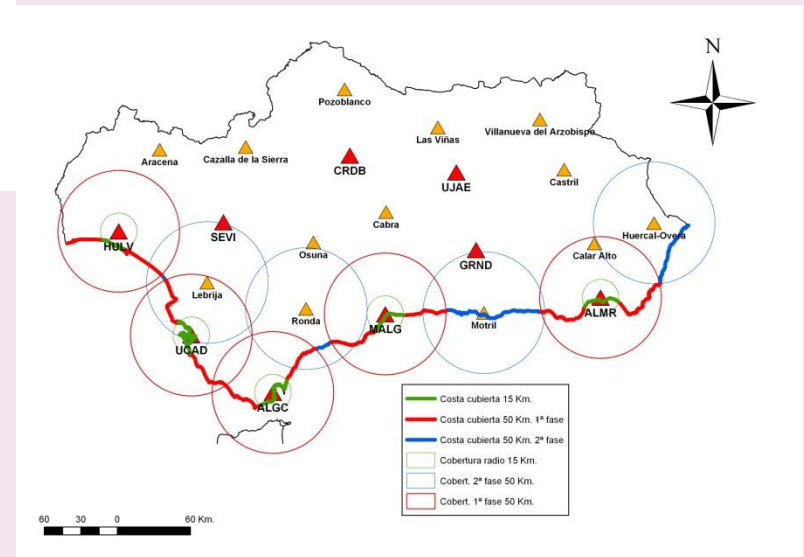 N
Pozoblanco
Las Viñas
Villanueva del Arzobispo
Aracena
Cazalla de la Sierra
CRDB
UJAE
Castril
Cabra
HULV
SEVI
Huercal-Overa
Osuna
GRND
Calar Alto
Lebrija
Ronda
MALG
Motril
ALMR
UCAD
ALGC
Costa cubierta 15 Km.
Costa cubierta 50 Km. 1ª fase
Costa cubierta 50 Km. 2ª fase
Cobertura radio 15 Km.
Cobert. 2ª fase 50 Km.
Cobert. 1ª fase 50 Km.
60 30 0 60 Km.